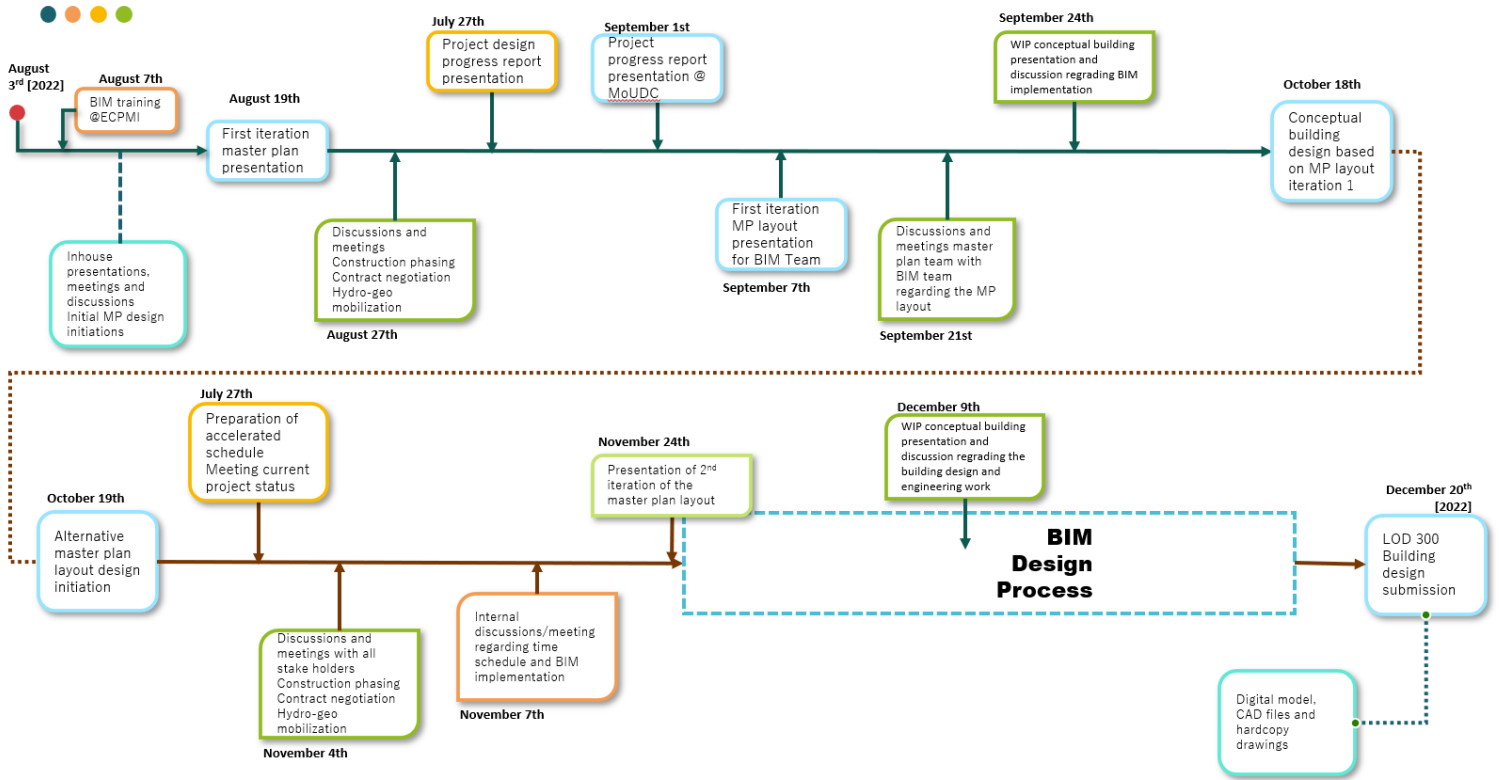 August
3rd [2022]
August 7th
BIM training
@ECPMI
August 19th
First iteration
master plan
presentation
July 27th
Project design
progress report
presentation
September 1st
Project
progress report
presentation @
MoUDC
September 24th
WIP conceptual building
presentation and
discussion regrading BIM
implementation
October 18th
Conceptual
building
design based
on MP layout
iteration 1
Inhouse
presentations,
meetings and
discussions
Initial MP design
initiations
Discussions and
meetings
Construction phasing
Contract negotiation
Hydro-geo
mobilization
August 27th
First iteration
MP layout
presentation
for BIM Team
September 7th
Discussions and
meetings master
plan team with
BIM team
regarding the MP
layout
September 21st
October 19th
Alternative
master plan
layout design
initiation
July 27th
Preparation of
accelerated
schedule
Meeting current
project status
November 24th
Presentation of 2nd
iteration of the
master plan layout
December 9th
WIP conceptual building
presentation and
discussion regrading the
building design and
engineering work
BIM
Design
Process
December 20th
[2022]
LOD 300
Building
design
submission
Discussions and
meetings with all
stake holders
Construction phasing
Contract negotiation
Hydro-geo
mobilization
November 4th
Internal
discussions/meeting
regarding time
schedule and BIM
implementation
November 7th
Digital model,
CAD files and
hardcopy
drawings